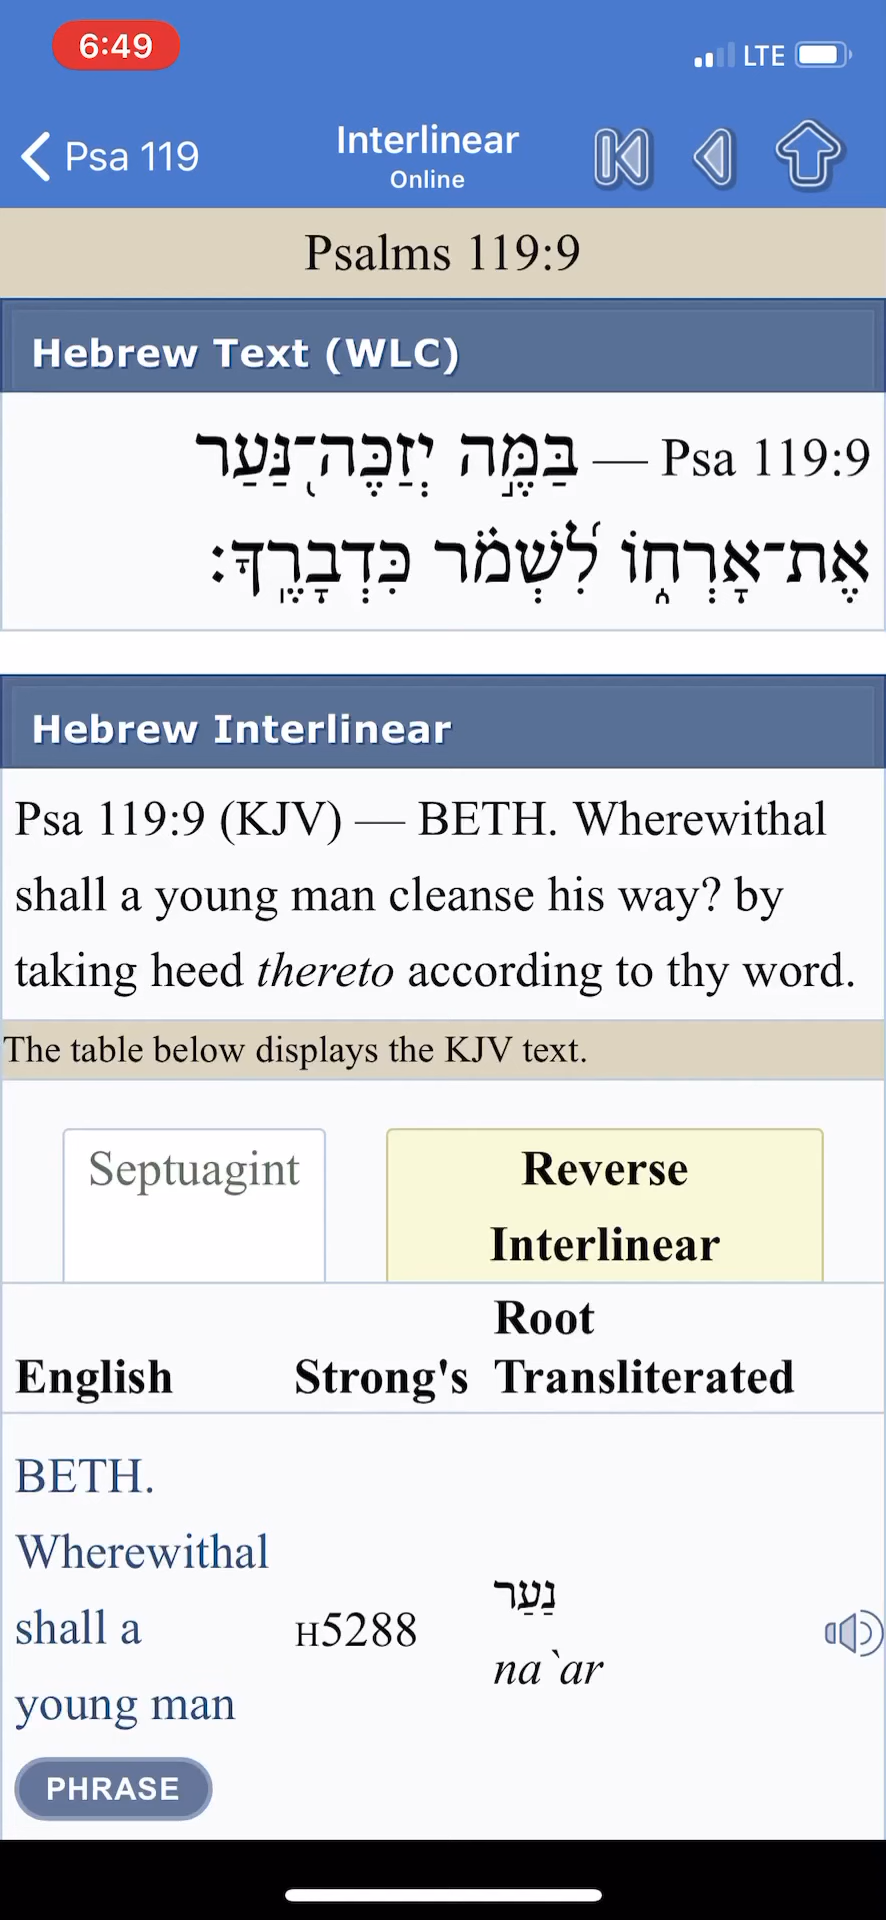 6:49
LTE
Psa 119
Interlinear
Online
Psalms 119:9
Hebrew Text (WLC)
Psa 119:9 — בַּמֶּ֣ה יְזַכֶּה־נַּ֭עַר
אֶת־אָרְח֑וֹ לִ֝שְׁמֹ֗ר כִּדְבָרֶֽךָ׃
Hebrew Interlinear
Psa 119:9 (KJV) — BETH. Wherewithal
shall a young man cleanse his way? by
taking heed thereto according to thy word.
The table below displays the KJV text.
Septuagint
Reverse
Interlinear
English
Strong's
Root
Transliterated
BETH.
Wherewithal
shall a
young man
PHRASE
H5288
נַעַר
na`ar